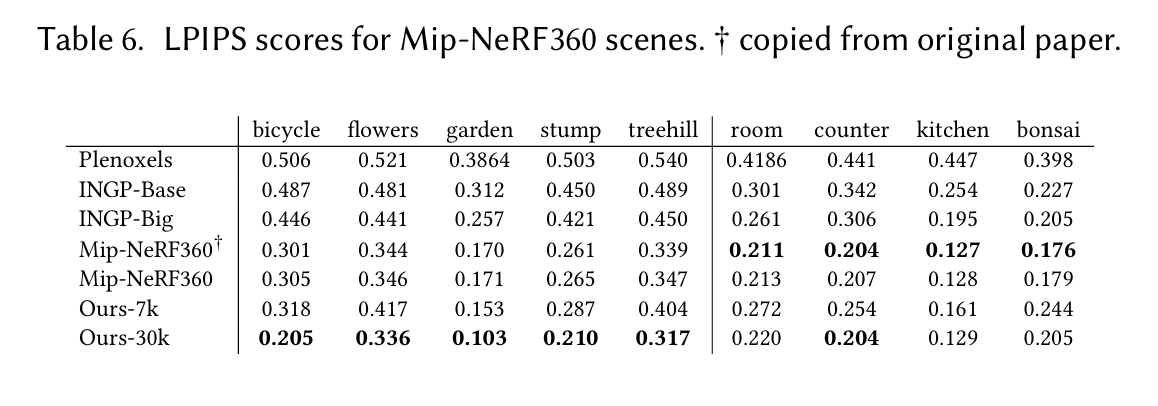 Table 6. LPIPS scores for Mip-NeRF360 scenes. † copied from original paper.
bicycle flowers garden stump treehill room counter kitchen bonsai
Plenoxels 0.506 0.521 0.3864 0.503 0.540 0.4186 0.441 0.447 0.398
INGP-Base 0.487 0.481 0.312 0.450 0.489 0.301 0.342 0.254 0.227
INGP-Big 0.446 0.441 0.257 0.421 0.450 0.261 0.306 0.195 0.205
Mip-NeRF360† 0.301 0.344 0.170 0.261 0.339 0.211 0.204 0.127 0.176
Mip-NeRF360 0.305 0.346 0.171 0.265 0.347 0.213 0.207 0.128 0.179
Ours-7k 0.318 0.417 0.153 0.287 0.404 0.272 0.254 0.161 0.244
Ours-30k 0.205 0.336 0.103 0.210 0.317 0.220 0.204 0.129 0.205